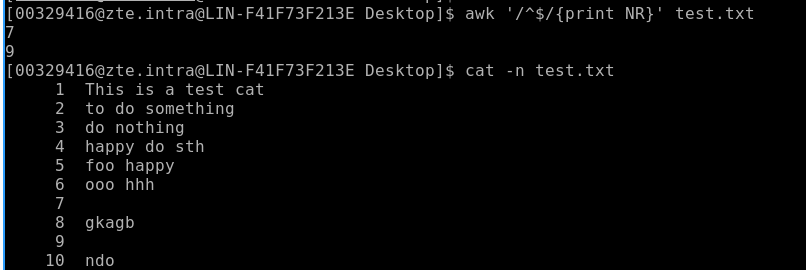 [00329416@zte.intra@LIN-F41F73F213E Desktop]$ awk '/^$/{print NR}' test.txt
7
9
[00329416@zte.intra@LIN-F41F73F213E Desktop]$ cat -n test.txt
     1  This is a test cat
     2  to do something
     3  do nothing
     4  happy do sth
     5  foo happy
     6  ooo hhh
     7
     8  gkagb
     9
    10  ndo